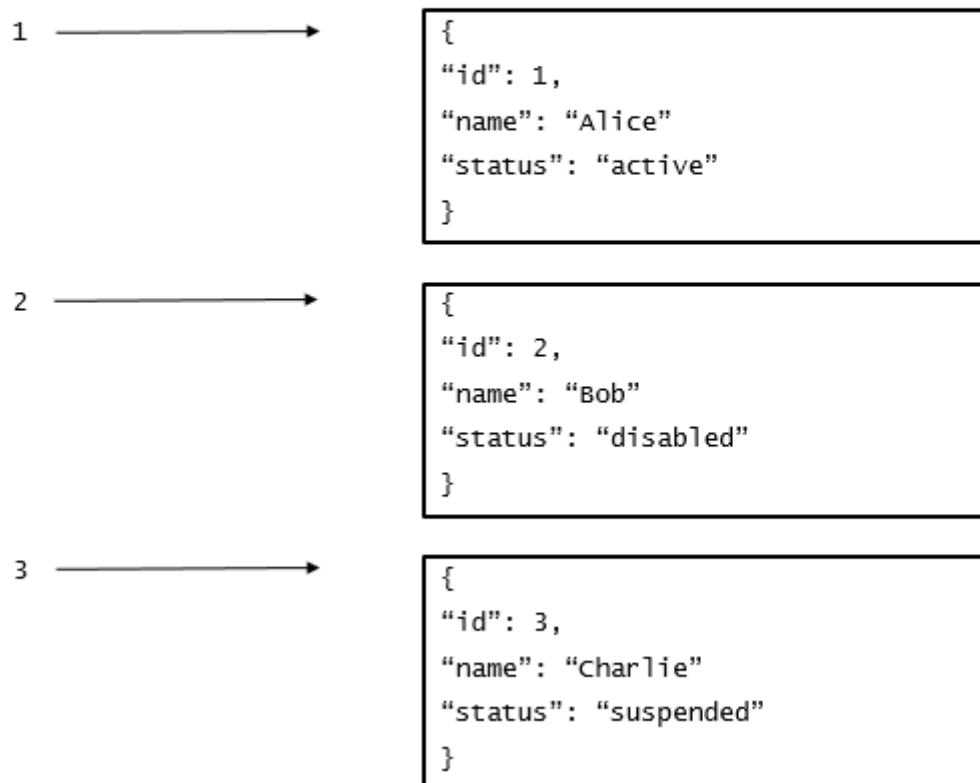 1
{
“id”: 1,
“name”: “Alice”
“status”: “active”
}
2
{
“id”: 2,
“name”: “Bob”
“status”: “disabled”
}
3
{
“id”: 3,
“name”: “Charlie”
“status”: “suspended”
}